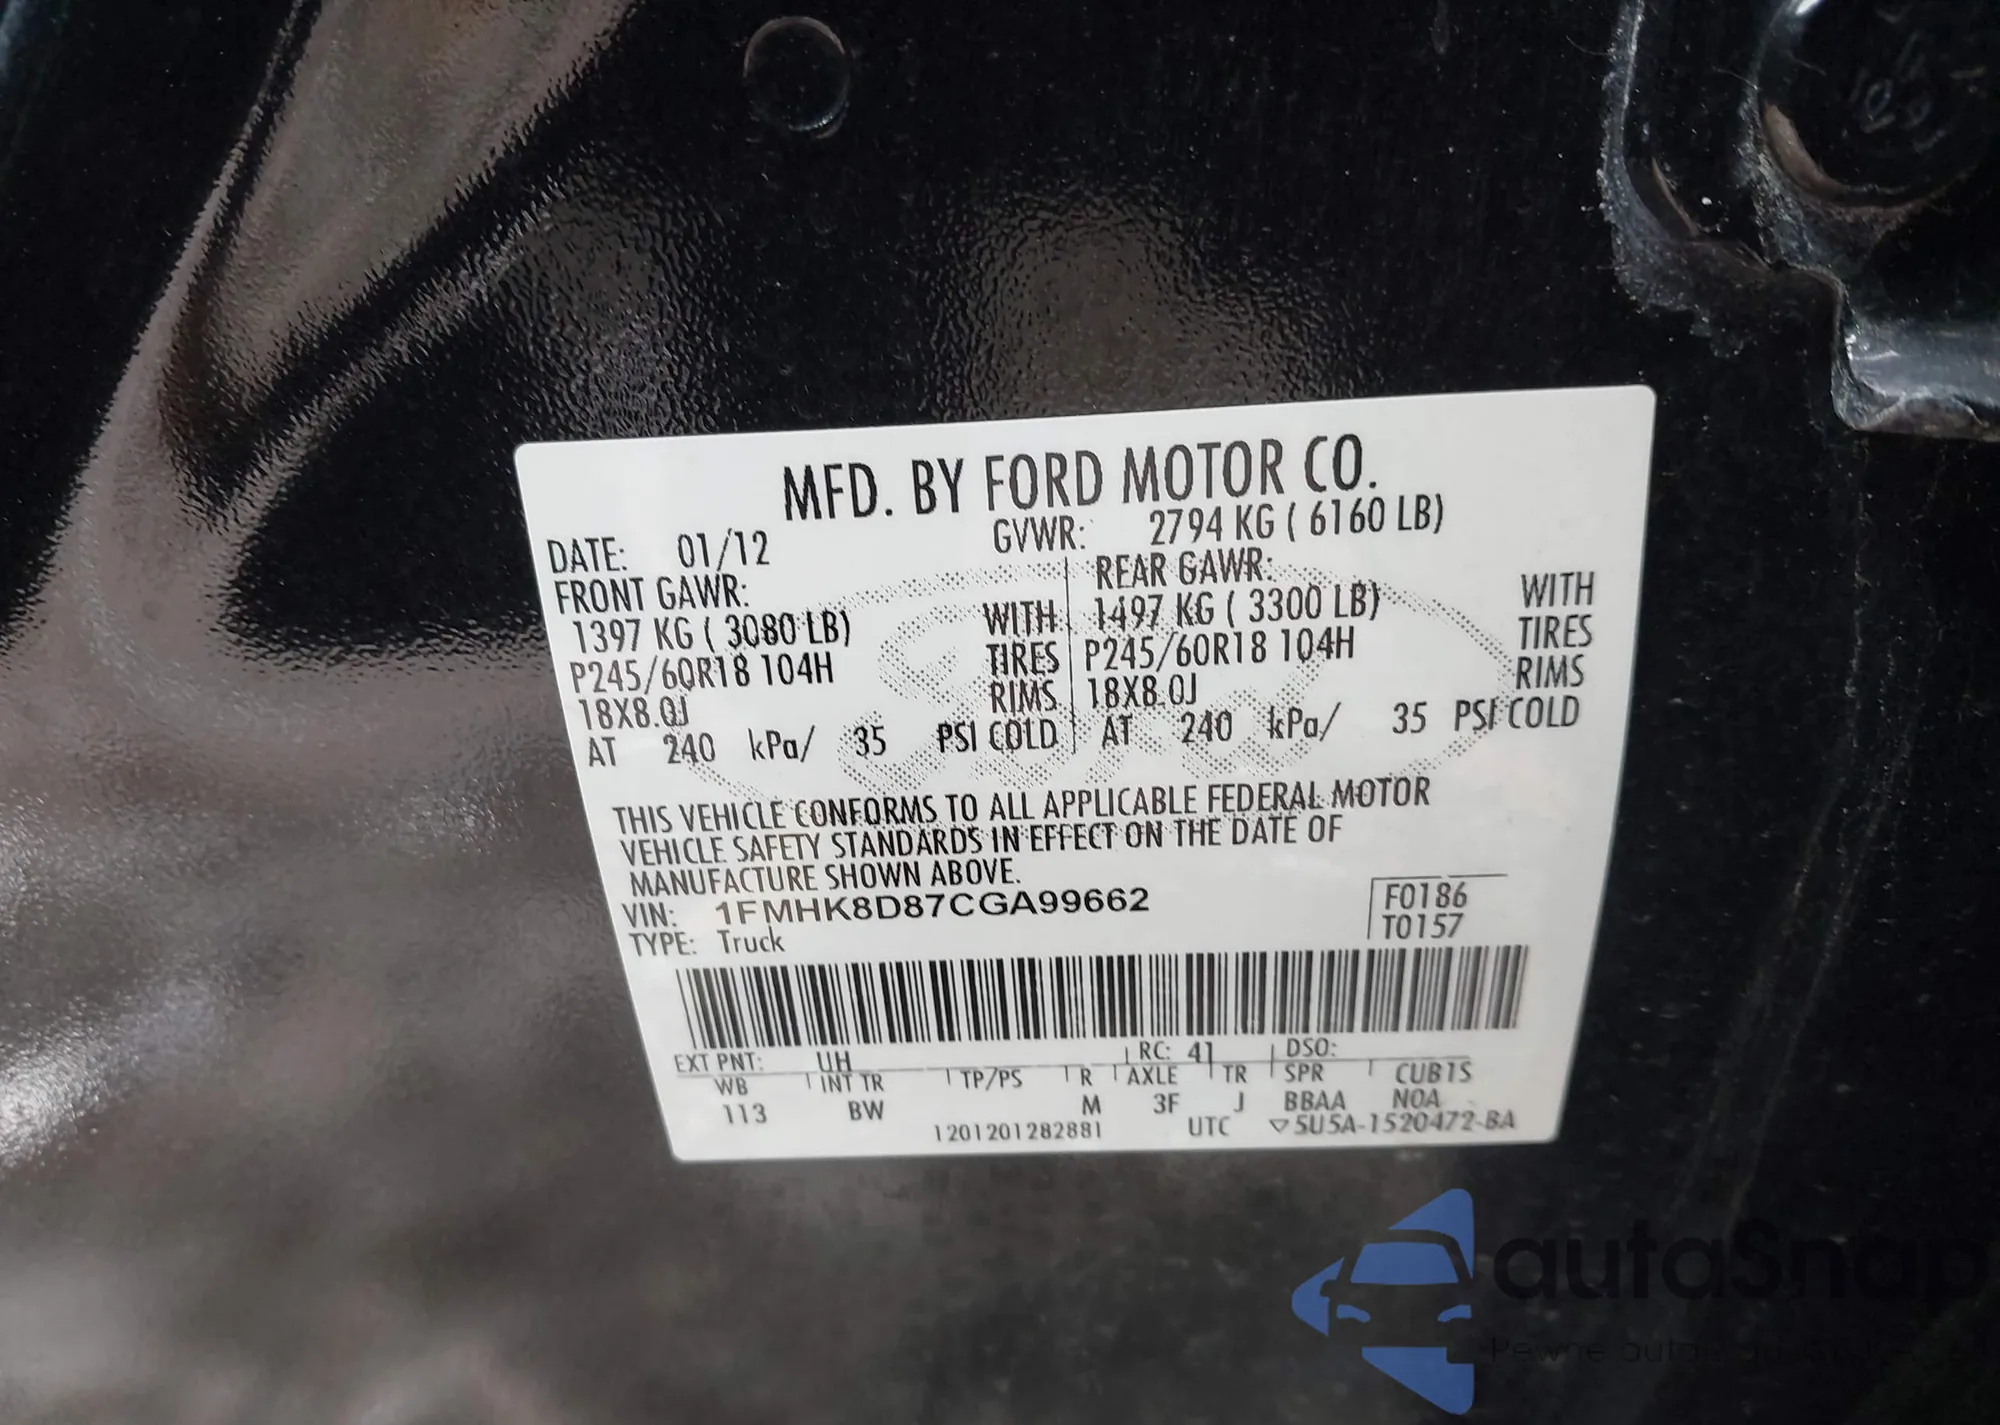 MFD. BY FORD MOTOR CO.
DATE: 01/12 GVWR: 2794 KG ( 6160 LB)
FRONT GAWR: REAR GAWR:
1397 KG ( 3080 LB) WITH 1497 KG ( 3300 LB) WITH
P245/60R18 104H TIRES P245/60R18 104H TIRES
18X8.0J RIMS 18X8.0J RIMS
AT 240 kPa/ 35 PSI COLD AT 240 kPa/ 35 PSI COLD
THIS VEHICLE CONFORMS TO ALL APPLICABLE FEDERAL MOTOR
VEHICLE SAFETY STANDARDS IN EFFECT ON THE DATE OF
MANUFACTURE SHOWN ABOVE.
VIN: 1FMHK8D87CGA99662 F0186
TYPE: Truck T0157
EXT PNT: UH RC: 41 DSO:
WB INT TR TP/PS R AXLE TR SPR CUB1S
113 BW M 3F J BBAA NOA
1201201282881 UTC ▽5U5A-1520472-BA
autaSnap
Pewne auta